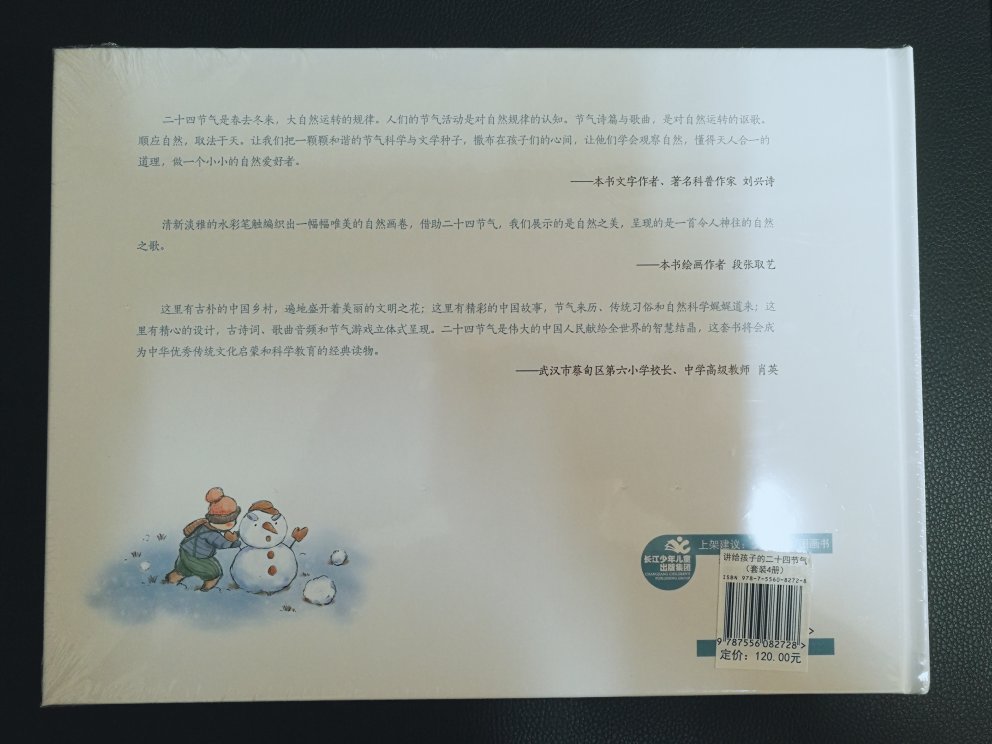 二十四节气是春去冬来，大自然运转的规律。人们的节气活动是对自然规律的认知。节气诗篇与歌曲，是对自然运转的讴歌。
顺应自然，取法于天。让我们把一颗颗和谐的节气科学与文学种子，撒布在孩子们的心间，让他们学会观察自然，懂得天人合一的
道理，做一个小小的自然爱好者。
——本书文字作者、著名科普作家 刘兴诗
清新淡雅的水彩笔触编织出一幅幅唯美的自然画卷，借助二十四节气，我们展示的是自然之美，呈现的是一首令人神往的自然
之歌。
——本书绘画作者 段张取艺
这里有古朴的中国乡村，遍地盛开着美丽的文明之花；这里有精彩的中国故事，节气来历、传统习俗和自然科学娓娓道来；这
里有精心的设计，古诗词、歌曲音频和节气游戏立体式呈现。二十四节气是伟大的中国人民献给全世界的智慧结晶，这套书将会成
为中华优秀传统文化启蒙和科学教育的经典读物。
——武汉市蔡甸区第六小学校长、中学高级教师 肖英
长江少年儿童
出版集团
CHANGJIANG CHILDREN'S
PUBLISHING GROUP
上架建议：画书
讲给孩子的二十四节气
（套装4册）
ISBN 978-7-5560-8272-8
9 787556 082728 >
定价：120.00元